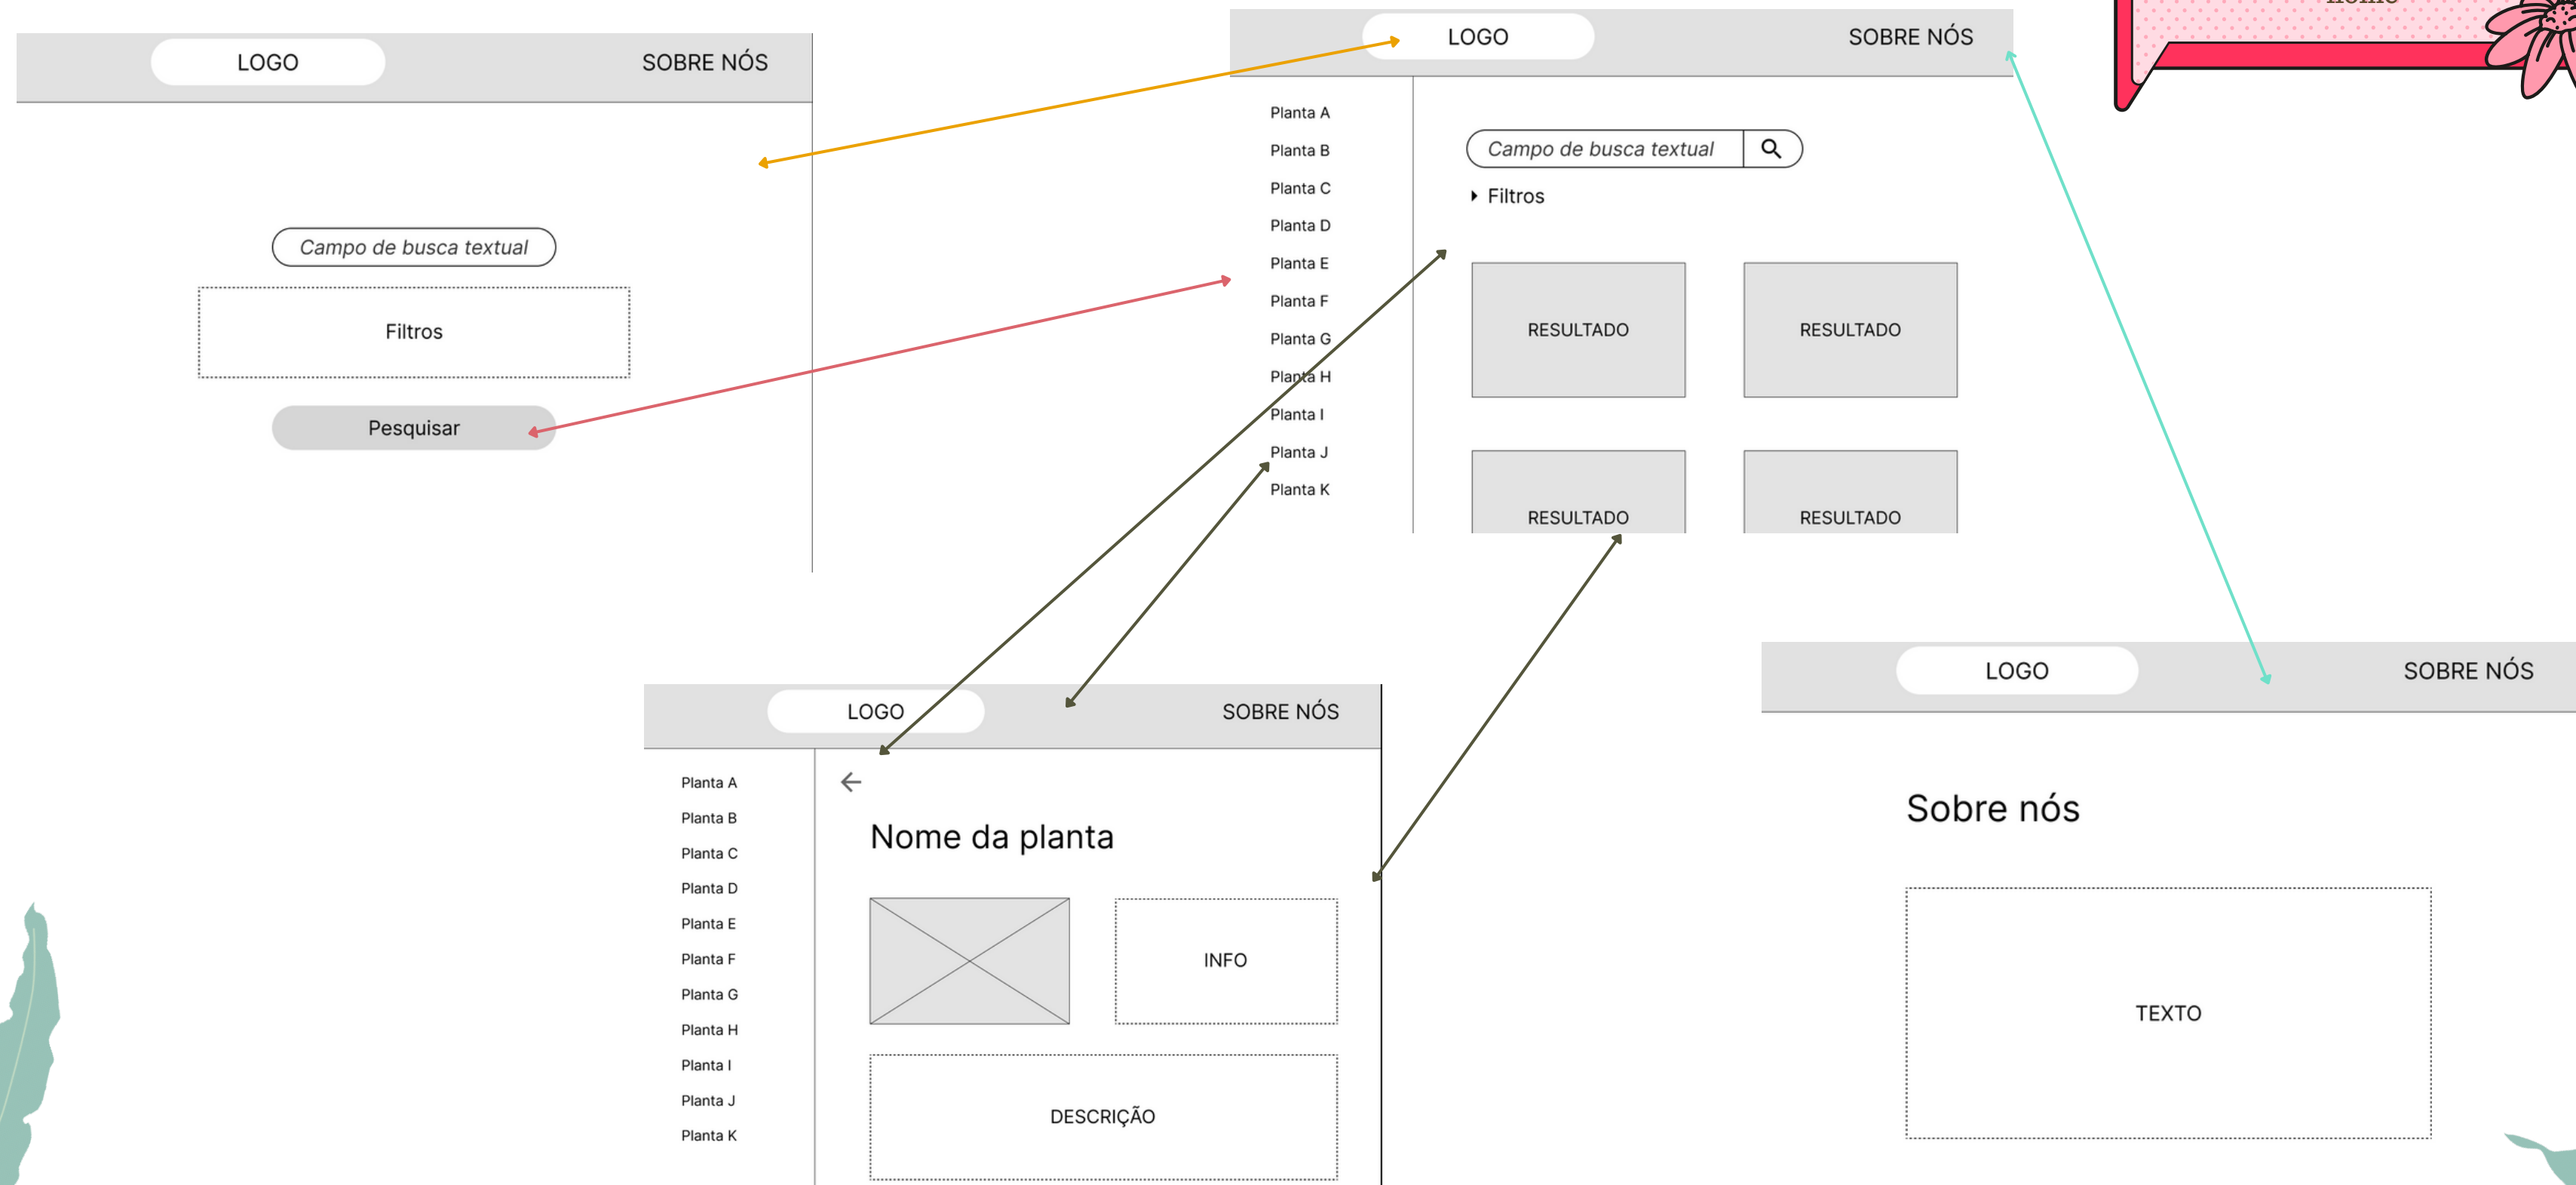 LOGO
SOBRE NÓS
Campo de busca textual
Filtros
Pesquisar
LOGO
SOBRE NÓS
Planta A
Planta B
Planta C
Planta D
Planta E
Planta F
Planta G
Planta H
Planta I
Planta J
Planta K
Campo de busca textual
Filtros
RESULTADO
RESULTADO
RESULTADO
RESULTADO
LOGO
SOBRE NÓS
Planta A
Planta B
Planta C
Planta D
Planta E
Planta F
Planta G
Planta H
Planta I
Planta J
Planta K
Nome da planta
INFO
DESCRIÇÃO
LOGO
SOBRE NÓS
Sobre nós
TEXTO